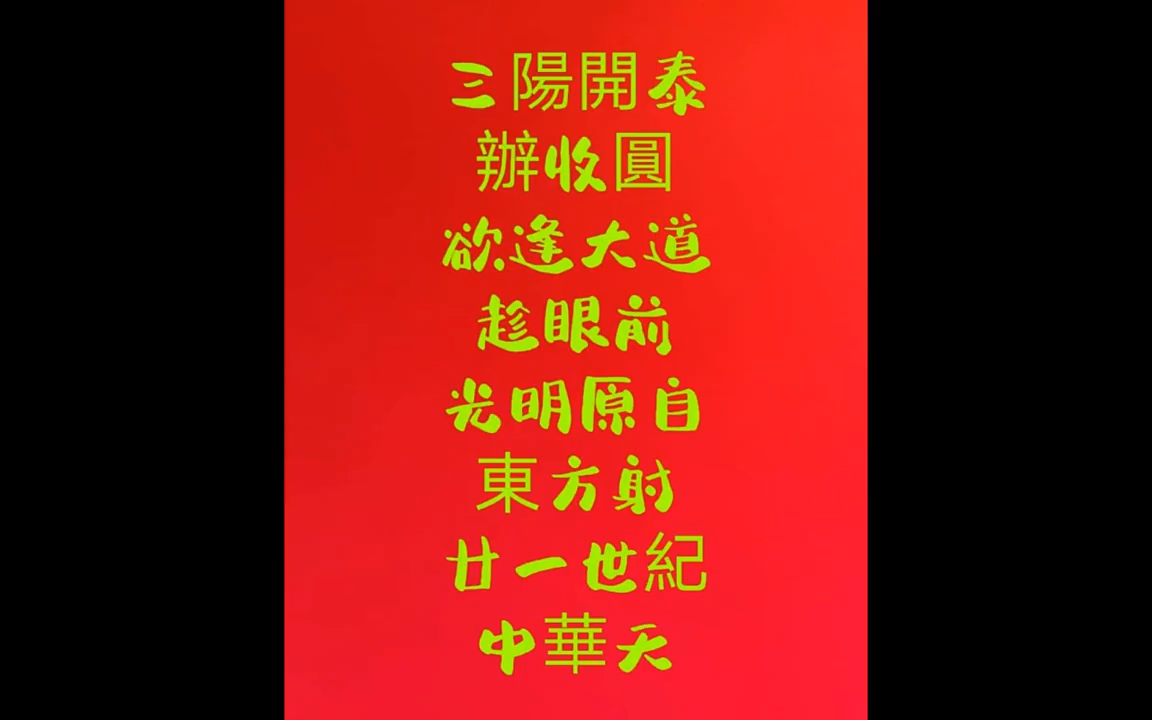 三陽開泰
辦收圓
欲逢大道
趁眼前
光明原自
東方射
廿一世紀
中華天